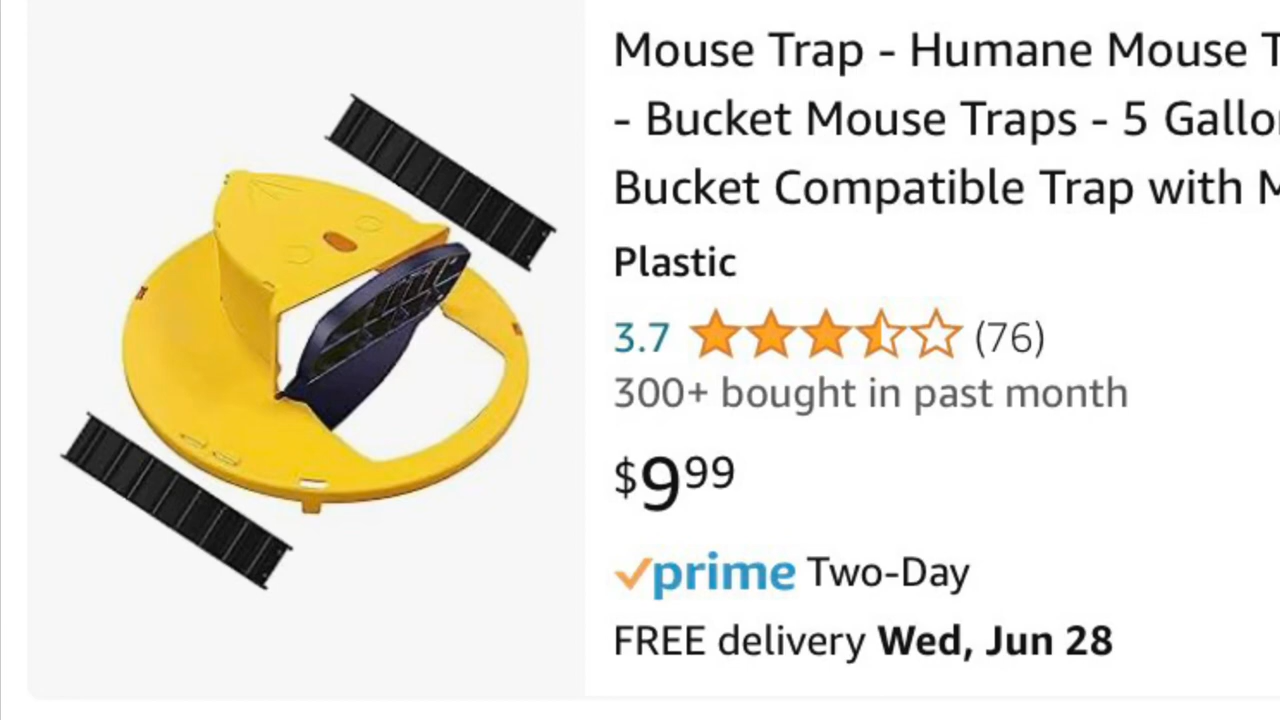 Mouse Trap - Humane Mouse
- Bucket Mouse Traps - 5
Bucket Compatible Trap with
Plastic
3.7 (76)
300+ bought in past month
$9.99
prime Two-Day
FREE delivery Wed, Jun 28